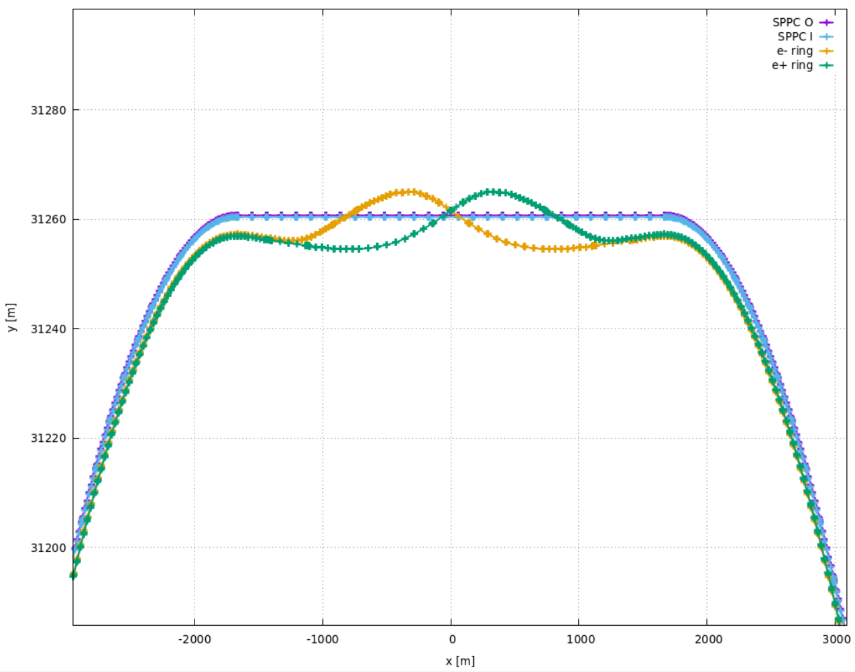 SPPC O
SPPC I
e- ring
e+ ring
31280
31260
31240
31220
31200
y [m]
-2000
-1000
0
1000
2000
3000
x [m]